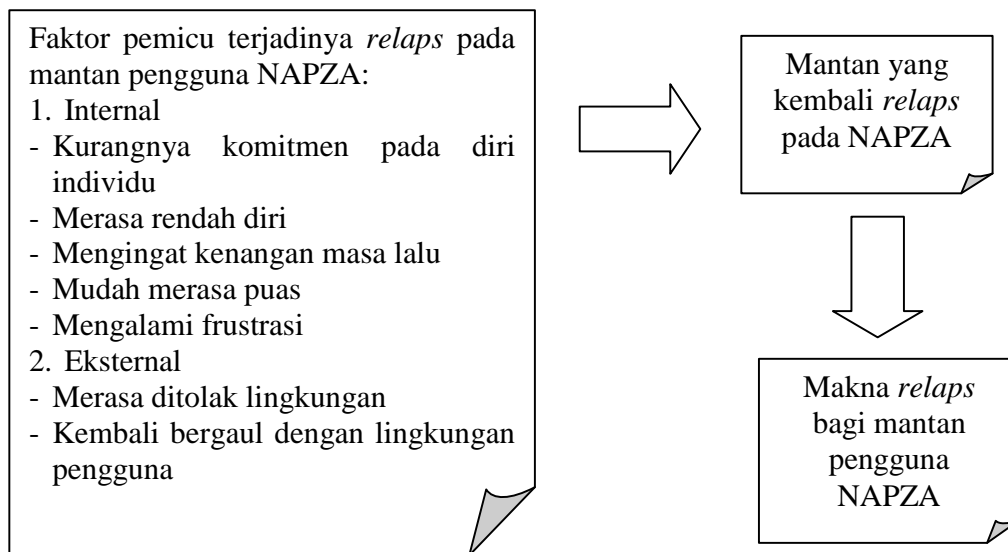 Faktor pemicu terjadinya relaps pada
mantan pengguna NAPZA:
1. Internal
- Kurangnya komitmen pada diri
individu
- Merasa rendah diri
- Mengingat kenangan masa lalu
- Mudah merasa puas
- Mengalami frustrasi
2. Eksternal
- Merasa ditolak lingkungan
- Kembali bergaul dengan lingkungan
pengguna
Mantan yang
kembali relaps
pada NAPZA
Makna relaps
bagi mantan
pengguna
NAPZA